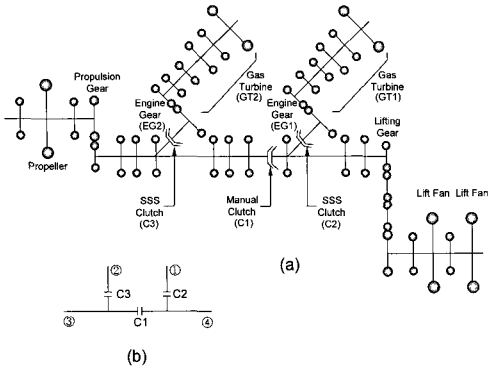 Propulsion
Gear
Propeller
Engine
Gear
(EG2)
Gas
Turbine
(GT2)
Engine
Gear
(EG1)
Gas
Turbine
(GT1)
Lifting
Gear
SSS
Clutch
(C3)
Manual
Clutch
(C1)
SSS
Clutch
(C2)
Lift Fan Lift Fan
(a)
② ①
C3 C2
③ C1 ④
(b)